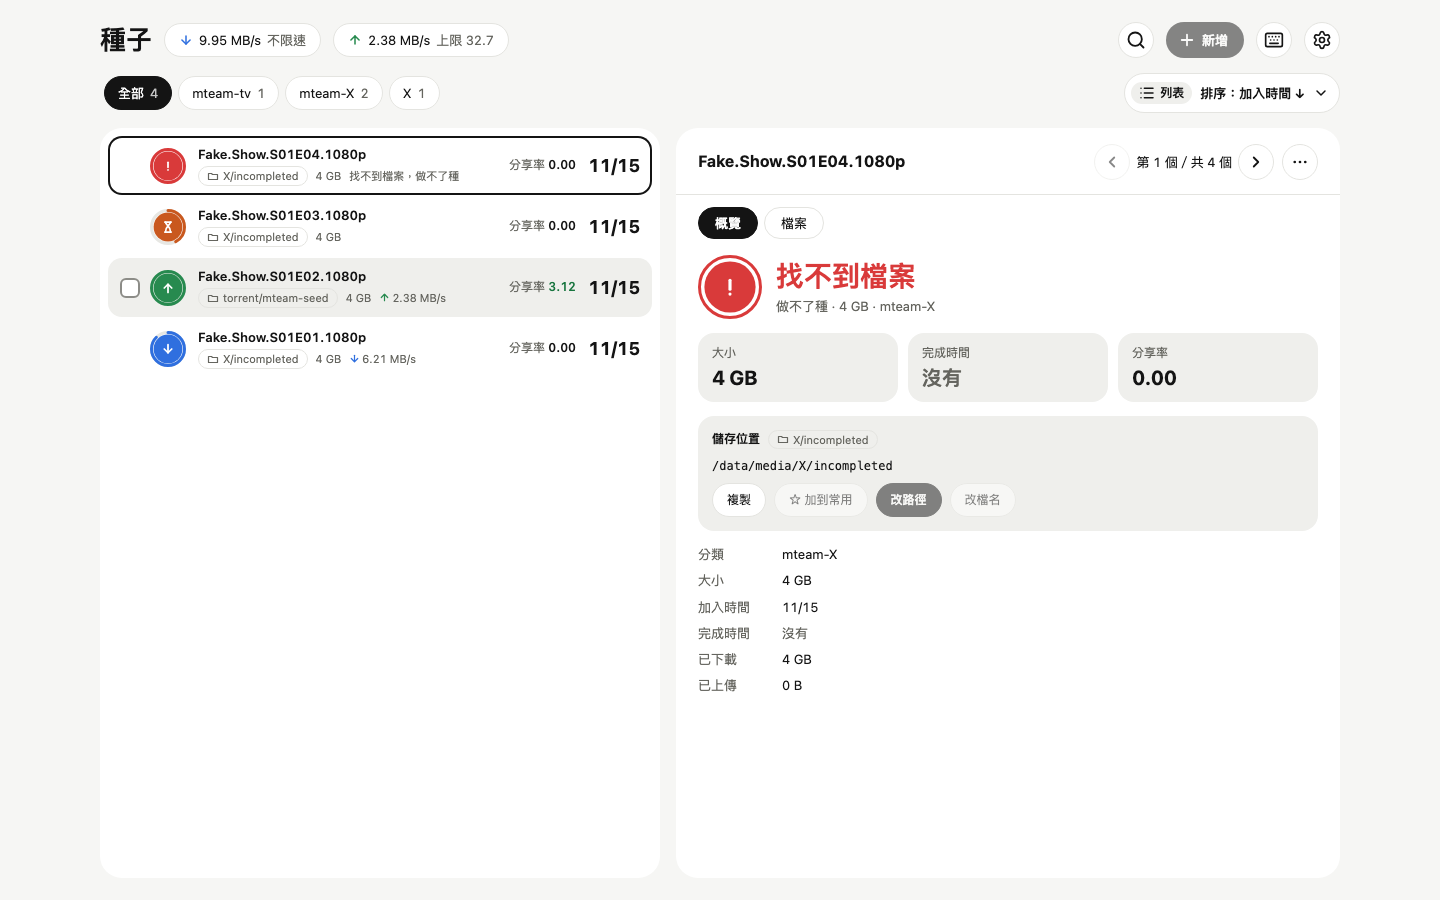 種子
9.95 MB/s 不限速
2.38 MB/s 上限 32.7
新增
全部 4
mteam-tv 1
mteam-X 2
X 1
列表
排序：加入時間
Fake.Show.S01E04.1080p
X/incompleted 4 GB 找不到檔案，做不了種
分享率 0.00
11/15
Fake.Show.S01E03.1080p
X/incompleted 4 GB
分享率 0.00
11/15
Fake.Show.S01E02.1080p
torrent/mteam-seed 4 GB 2.38 MB/s
分享率 3.12
11/15
Fake.Show.S01E01.1080p
X/incompleted 4 GB 6.21 MB/s
分享率 0.00
11/15
Fake.Show.S01E04.1080p
第 1 個 / 共 4 個
概覽
檔案
找不到檔案
做不了種 · 4 GB · mteam-X
大小
4 GB
完成時間
沒有
分享率
0.00
儲存位置 X/incompleted
/data/media/X/incompleted
複製
加到常用
改路徑
改檔名
分類 mteam-X
大小 4 GB
加入時間 11/15
完成時間 沒有
已下載 4 GB
已上傳 0 B